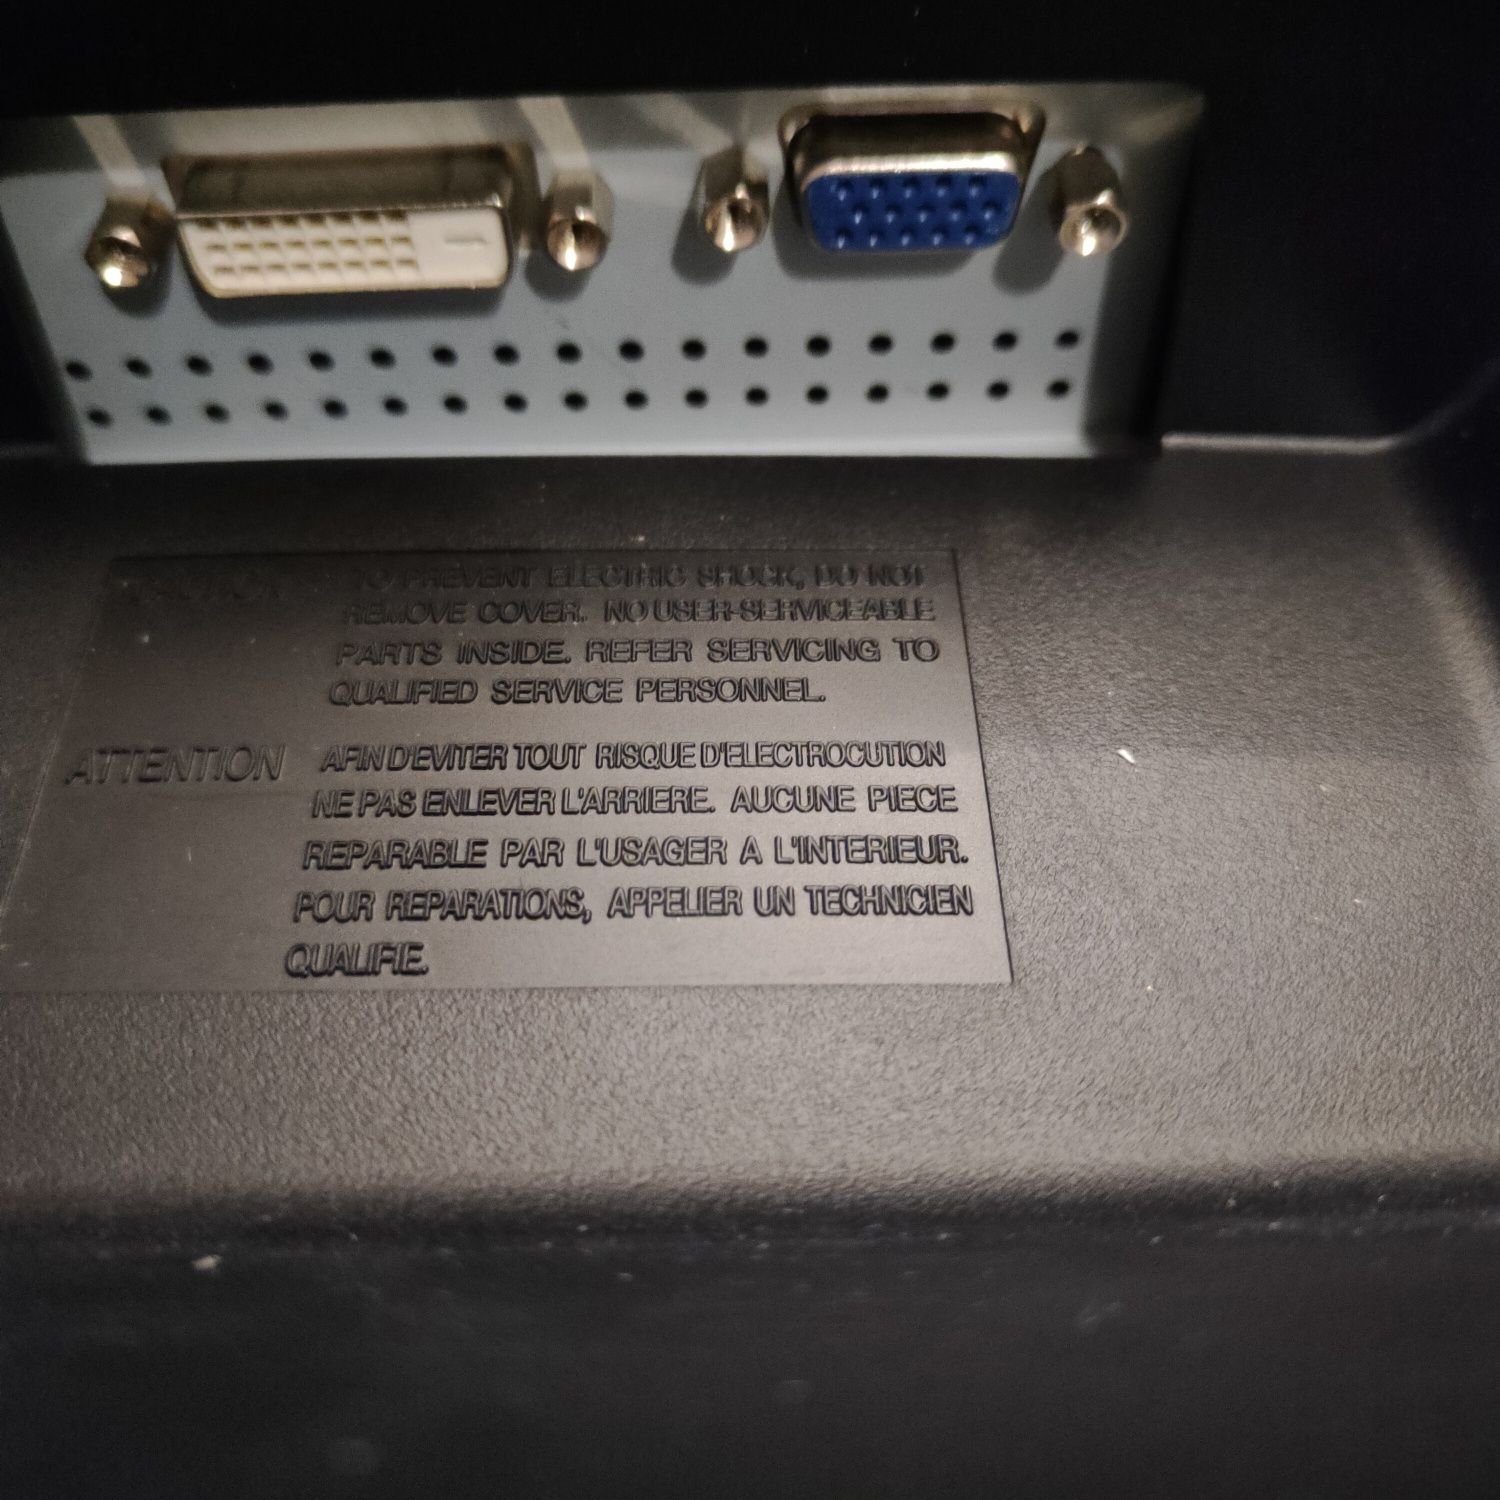 CAUTION TO PREVENT ELECTRIC SHOCK, DO NOT
REMOVE COVER. NO USER-SERVICEABLE
PARTS INSIDE. REFER SERVICING TO
QUALIFIED SERVICE PERSONNEL.
ATTENTION AFIN D'EVITER TOUT RISQUE D'ELECTROCUTION
NE PAS ENLEVER L'ARRIERE. AUCUNE PIECE
REPARABLE PAR L'USAGER A L'INTERIEUR.
POUR REPARATIONS, APPELIER UN TECHNICIEN
QUALIFIE.